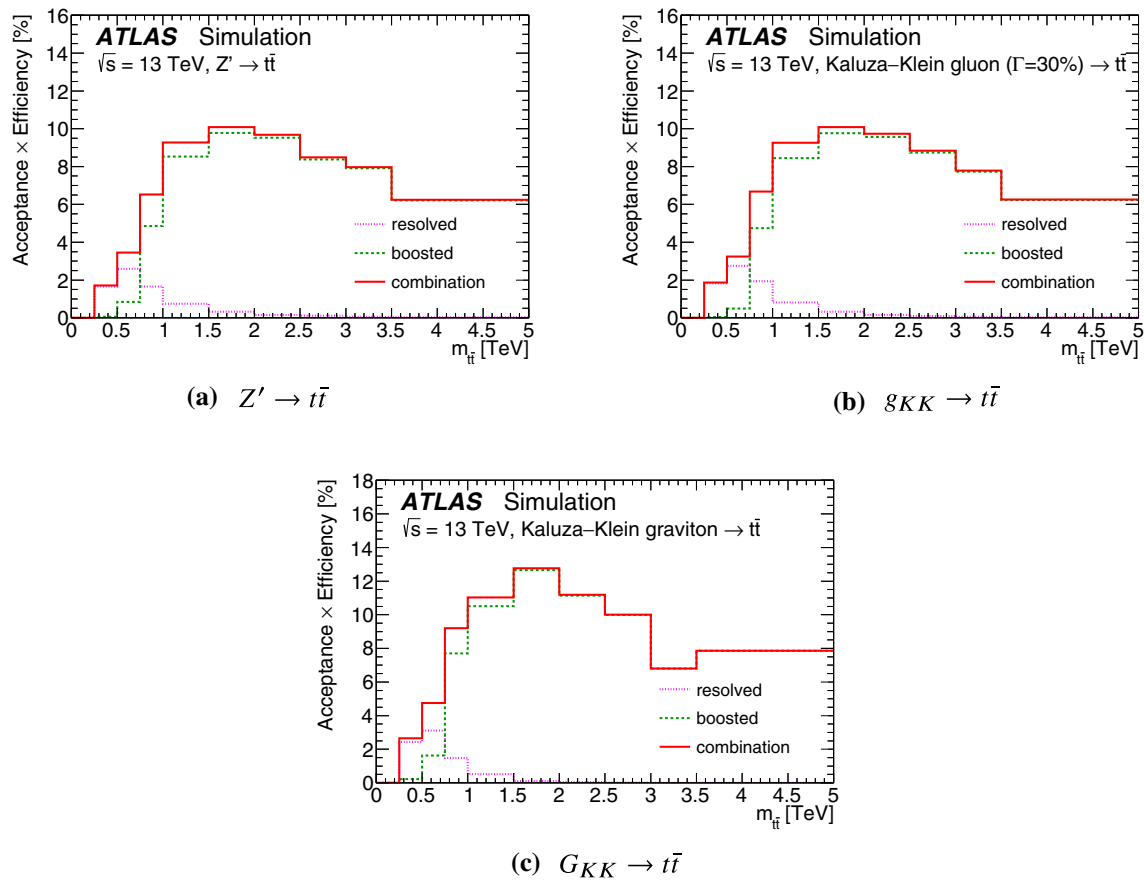 ATLAS Simulation
√s = 13 TeV, Z' → tt̄
Acceptance × Efficiency [%]
16
14
12
10
8
6
4
2
0
resolved
boosted
combination
0 0.5 1 1.5 2 2.5 3 3.5 4 4.5 5
m_tt̄ [TeV]
(a) Z′ → tt̄
ATLAS Simulation
√s = 13 TeV, Kaluza–Klein gluon (Γ=30%) → tt̄
Acceptance × Efficiency [%]
16
14
12
10
8
6
4
2
0
resolved
boosted
combination
0 0.5 1 1.5 2 2.5 3 3.5 4 4.5 5
m_tt̄ [TeV]
(b) g_KK → tt̄
ATLAS Simulation
√s = 13 TeV, Kaluza–Klein graviton → tt̄
Acceptance × Efficiency [%]
18
16
14
12
10
8
6
4
2
0
resolved
boosted
combination
0 0.5 1 1.5 2 2.5 3 3.5 4 4.5 5
m_tt̄ [TeV]
(c) G_KK → tt̄